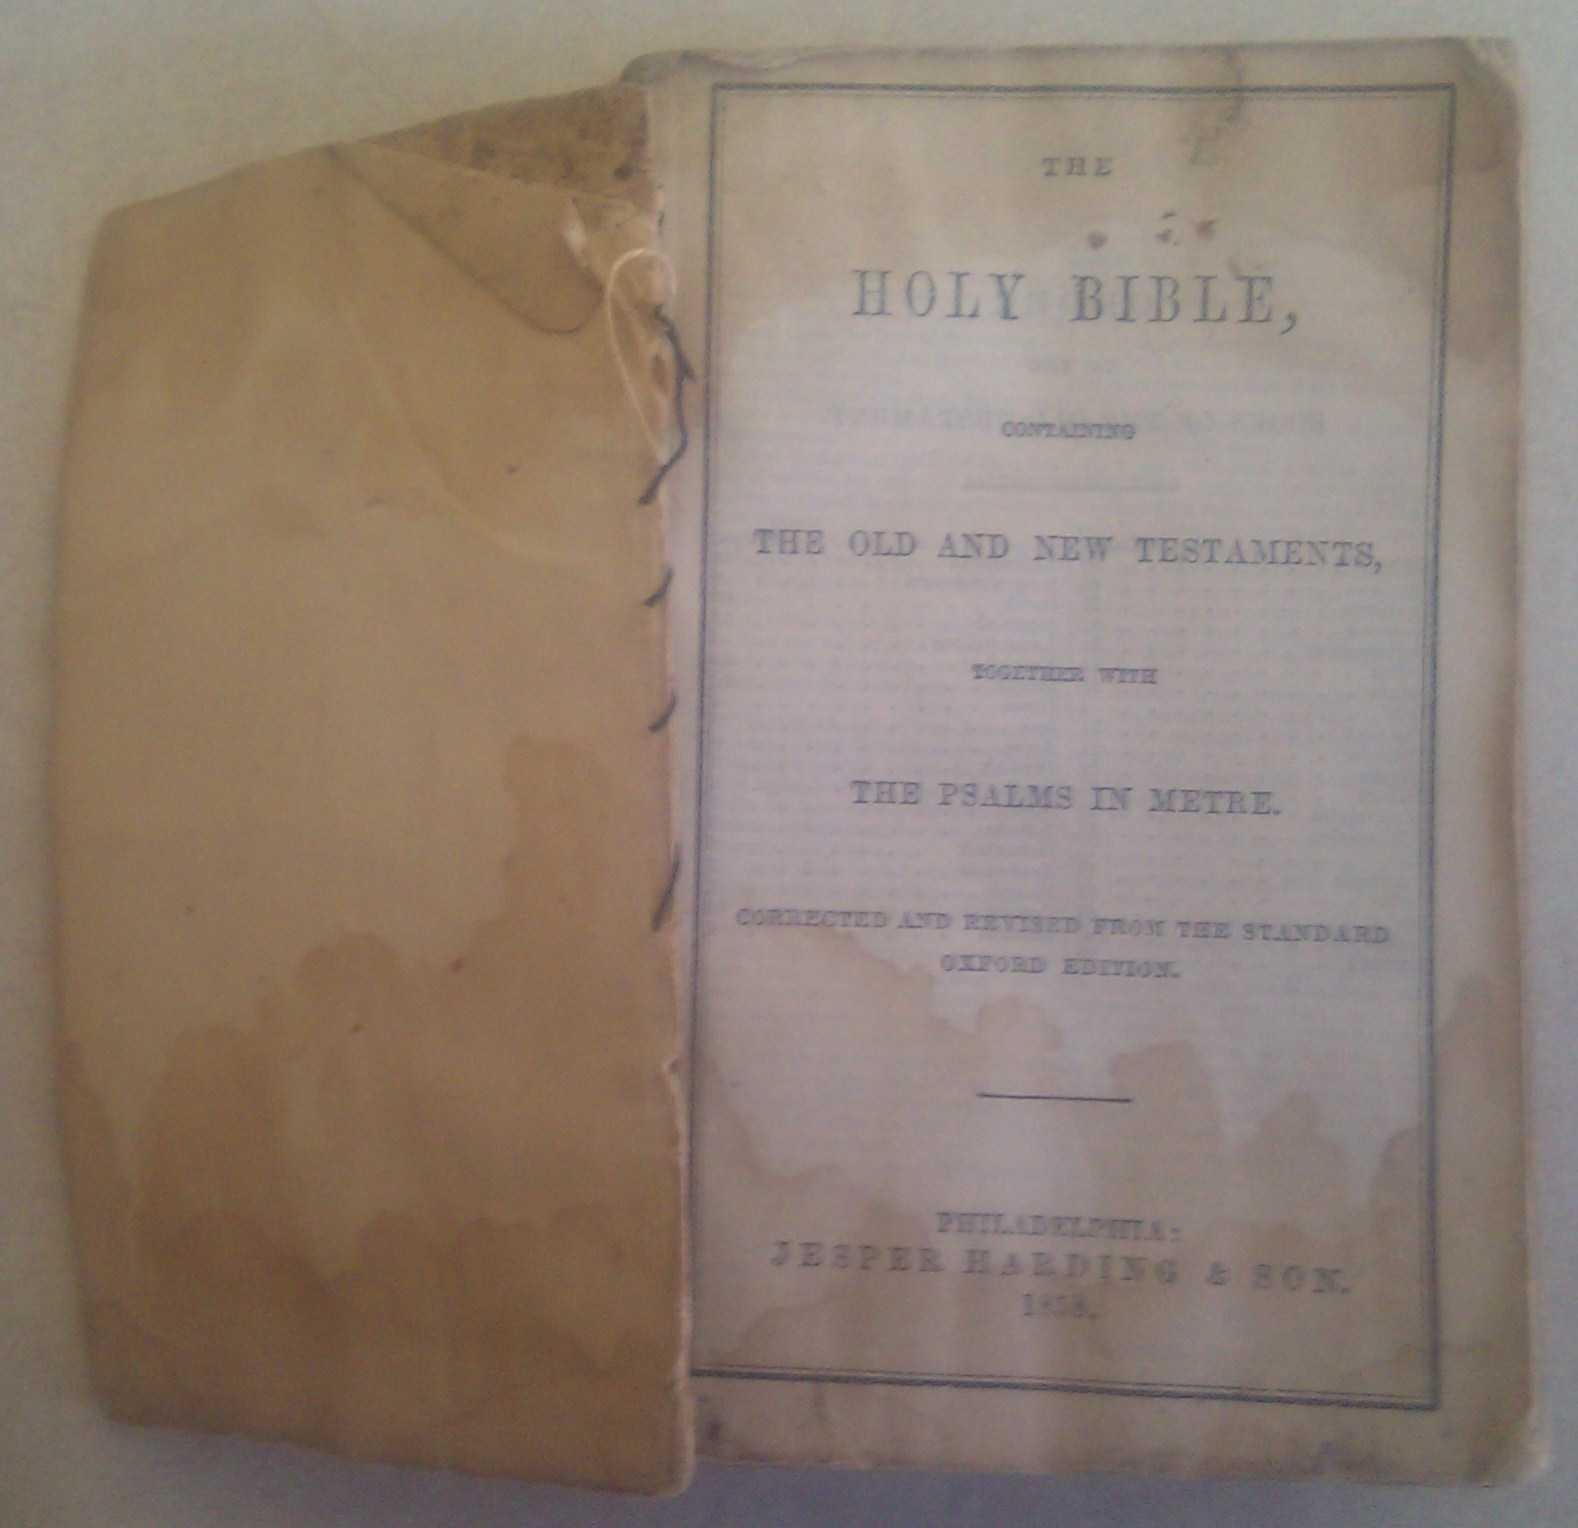 THE
HOLY BIBLE,
CONTAINING
THE OLD AND NEW TESTAMENTS,
TOGETHER WITH
THE PSALMS IN METRE.
CORRECTED AND REVISED FROM THE STANDARD
OXFORD EDITION.
PHILADELPHIA:
JESPER HARDING & SON.
1858.